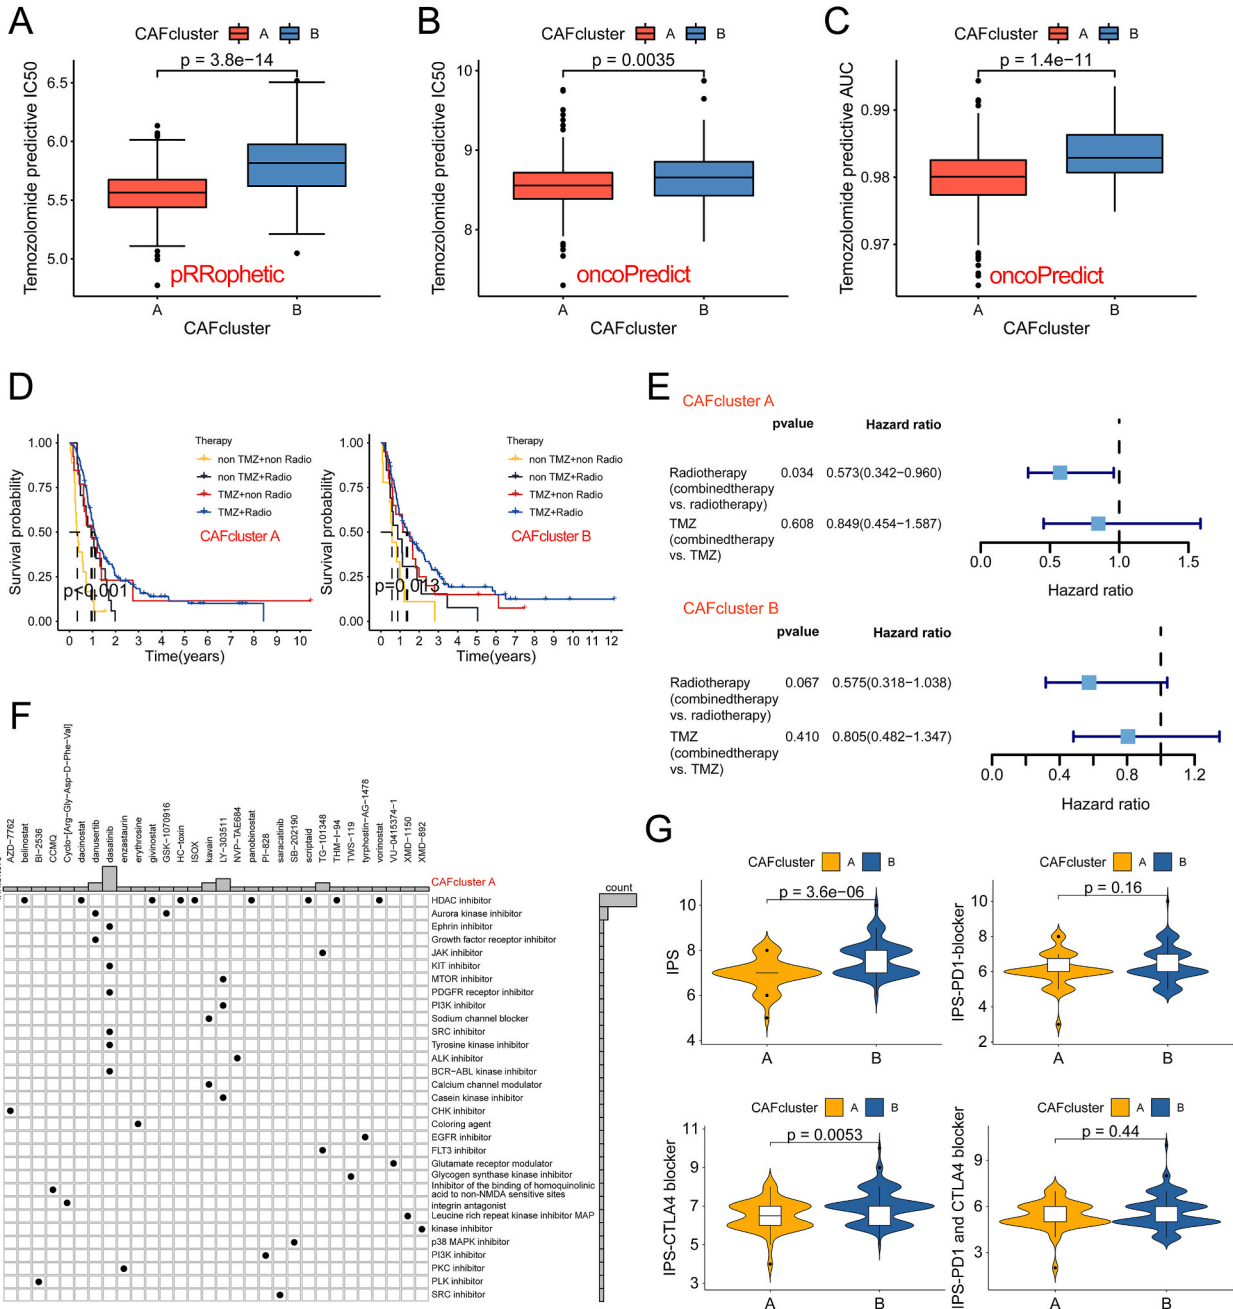 A
CAFcluster A B
p = 3.8e−14
Temozolomide predictive IC50
6.5
6.0
5.5
5.0
pRRophetic
A B
CAFcluster
B
CAFcluster A B
p = 0.0035
Temozolomide predictive IC50
10
9
8
oncoPredict
A B
CAFcluster
C
CAFcluster A B
p = 1.4e−11
Temozolomide predictive AUC
0.99
0.98
0.97
oncoPredict
A B
CAFcluster
D
Survival probability
1.00
0.75
0.50
0.25
0.00
Therapy
non TMZ+non Radio
non TMZ+Radio
TMZ+non Radio
TMZ+Radio
CAFcluster A
p<0.001
0 1 2 3 4 5 6 7 8 9 10
Time(years)
Survival probability
1.00
0.75
0.50
0.25
0.00
Therapy
non TMZ+non Radio
non TMZ+Radio
TMZ+non Radio
TMZ+Radio
CAFcluster B
p=0.013
0 1 2 3 4 5 6 7 8 9 10 11 12
Time(years)
E
CAFcluster A
pvalue Hazard ratio
Radiotherapy 0.034 0.573(0.342−0.960)
(combinedtherapy
vs. radiotherapy)
TMZ 0.608 0.849(0.454−1.587)
(combinedtherapy
vs. TMZ)
0.0 0.5 1.0 1.5
Hazard ratio
CAFcluster B
pvalue Hazard ratio
Radiotherapy 0.067 0.575(0.318−1.038)
(combinedtherapy
vs. radiotherapy)
TMZ 0.410 0.805(0.482−1.347)
(combinedtherapy
vs. TMZ)
0.0 0.4 0.8 1.2
Hazard ratio
F
AZD−7762
belinostat
BI−2536
CCMQ
Cyclo−[Arg−Gly−Asp−D−Phe−Val]
dacinostat
danusertib
dasatinib
enzastaurin
erythrosine
givinostat
GSK−1070916
HC−toxin
ISOX
kavain
LY−303511
NVP−TAE684
panobinostat
PI−828
saracatinib
SB−202190
scriptaid
TG−101348
THM−I−94
TWS−119
tyrphostin−AG−1478
vorinostat
VU−0415374−1
XMD−1150
XMD−892
CAFcluster A
count
HDAC inhibitor
Aurora kinase inhibitor
Ephrin inhibitor
Growth factor receptor inhibitor
JAK inhibitor
KIT inhibitor
MTOR inhibitor
PDGFR receptor inhibitor
PI3K inhibitor
Sodium channel blocker
SRC inhibitor
Tyrosine kinase inhibitor
ALK inhibitor
BCR−ABL kinase inhibitor
Calcium channel modulator
Casein kinase inhibitor
CHK inhibitor
Coloring agent
EGFR inhibitor
FLT3 inhibitor
Glutamate receptor modulator
Glycogen synthase kinase inhibitor
Inhibitor of the binding of homoquinolinic
acid to non−NMDA sensitive sites
integrin antagonist
Leucine rich repeat kinase inhibitor MAP
kinase inhibitor
p38 MAPK inhibitor
PI3K inhibitor
PKC inhibitor
PLK inhibitor
SRC inhibitor
G
CAFcluster A B
p = 3.6e−06
IPS
10
8
6
4
A B
CAFcluster A B
p = 0.16
IPS−PD1−blocker
10
8
6
4
2
A B
CAFcluster A B
p = 0.0053
IPS−CTLA4 blocker
11
9
7
5
3
A B
CAFcluster A B
p = 0.44
IPS−PD1 and CTLA4 blocker
9
6
3
A B